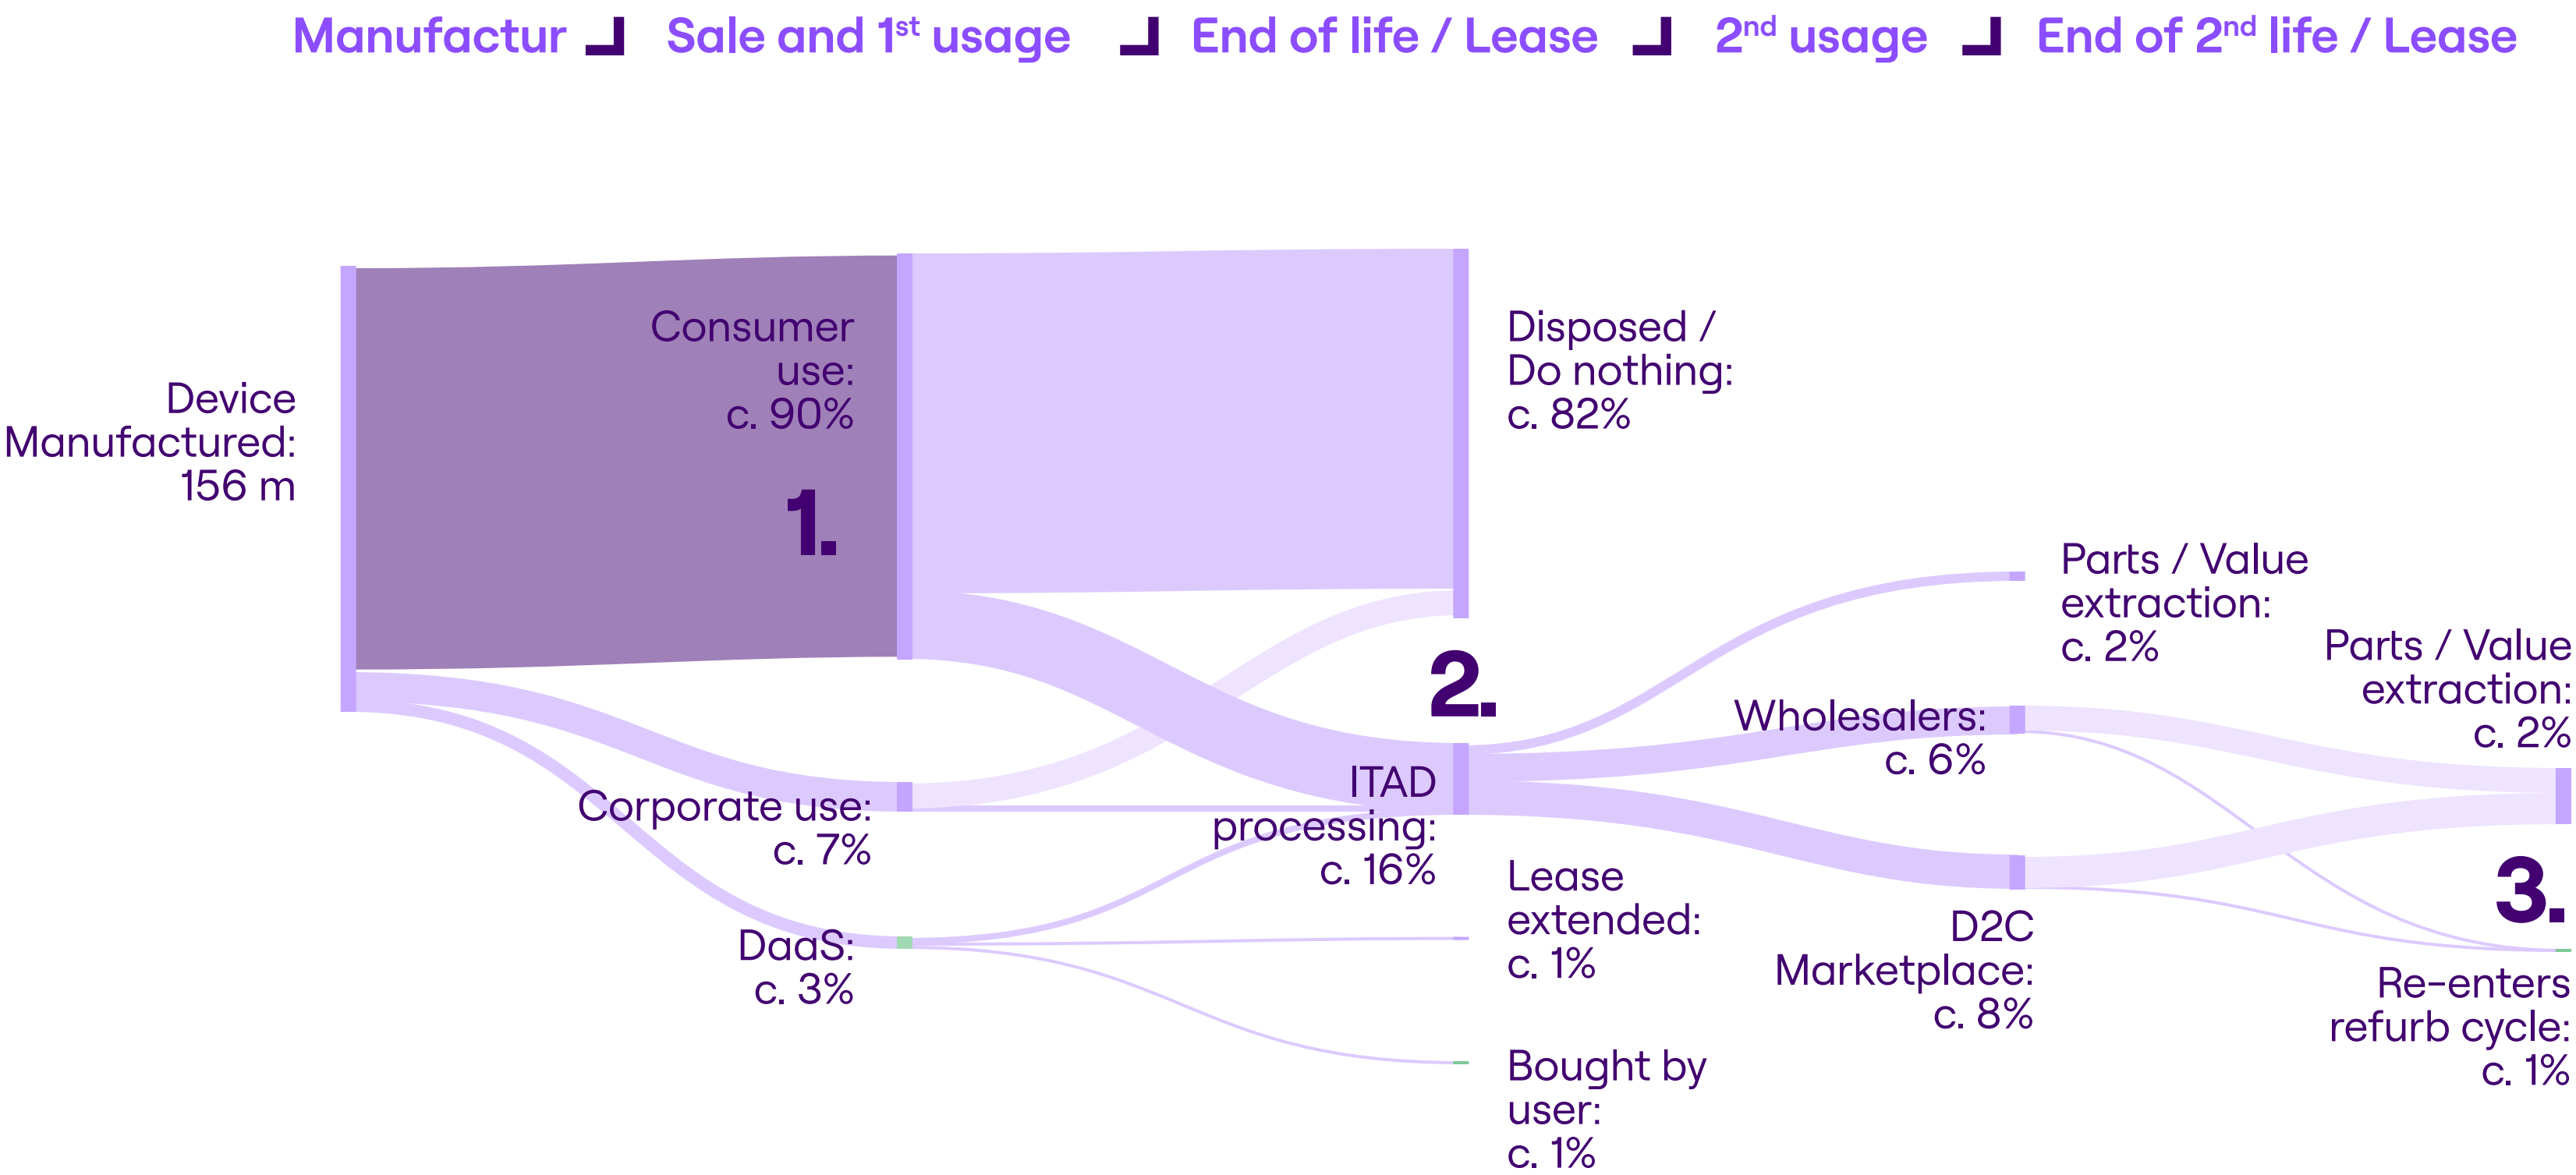 Manufactur
Sale and 1st usage
End of life / Lease
2nd usage
End of 2nd life / Lease
Device
Manufactured:
156 m
Consumer
use:
c. 90%
1.
Corporate use:
c. 7%
DaaS:
c. 3%
Disposed /
Do nothing:
c. 82%
2.
ITAD
processing:
c. 16%
Lease
extended:
c. 1%
Bought by
user:
c. 1%
Parts / Value
extraction:
c. 2%
Wholesalers:
c. 6%
D2C
Marketplace:
c. 8%
Parts / Value
extraction:
c. 2%
3.
Re-enters
refurb cycle:
c. 1%